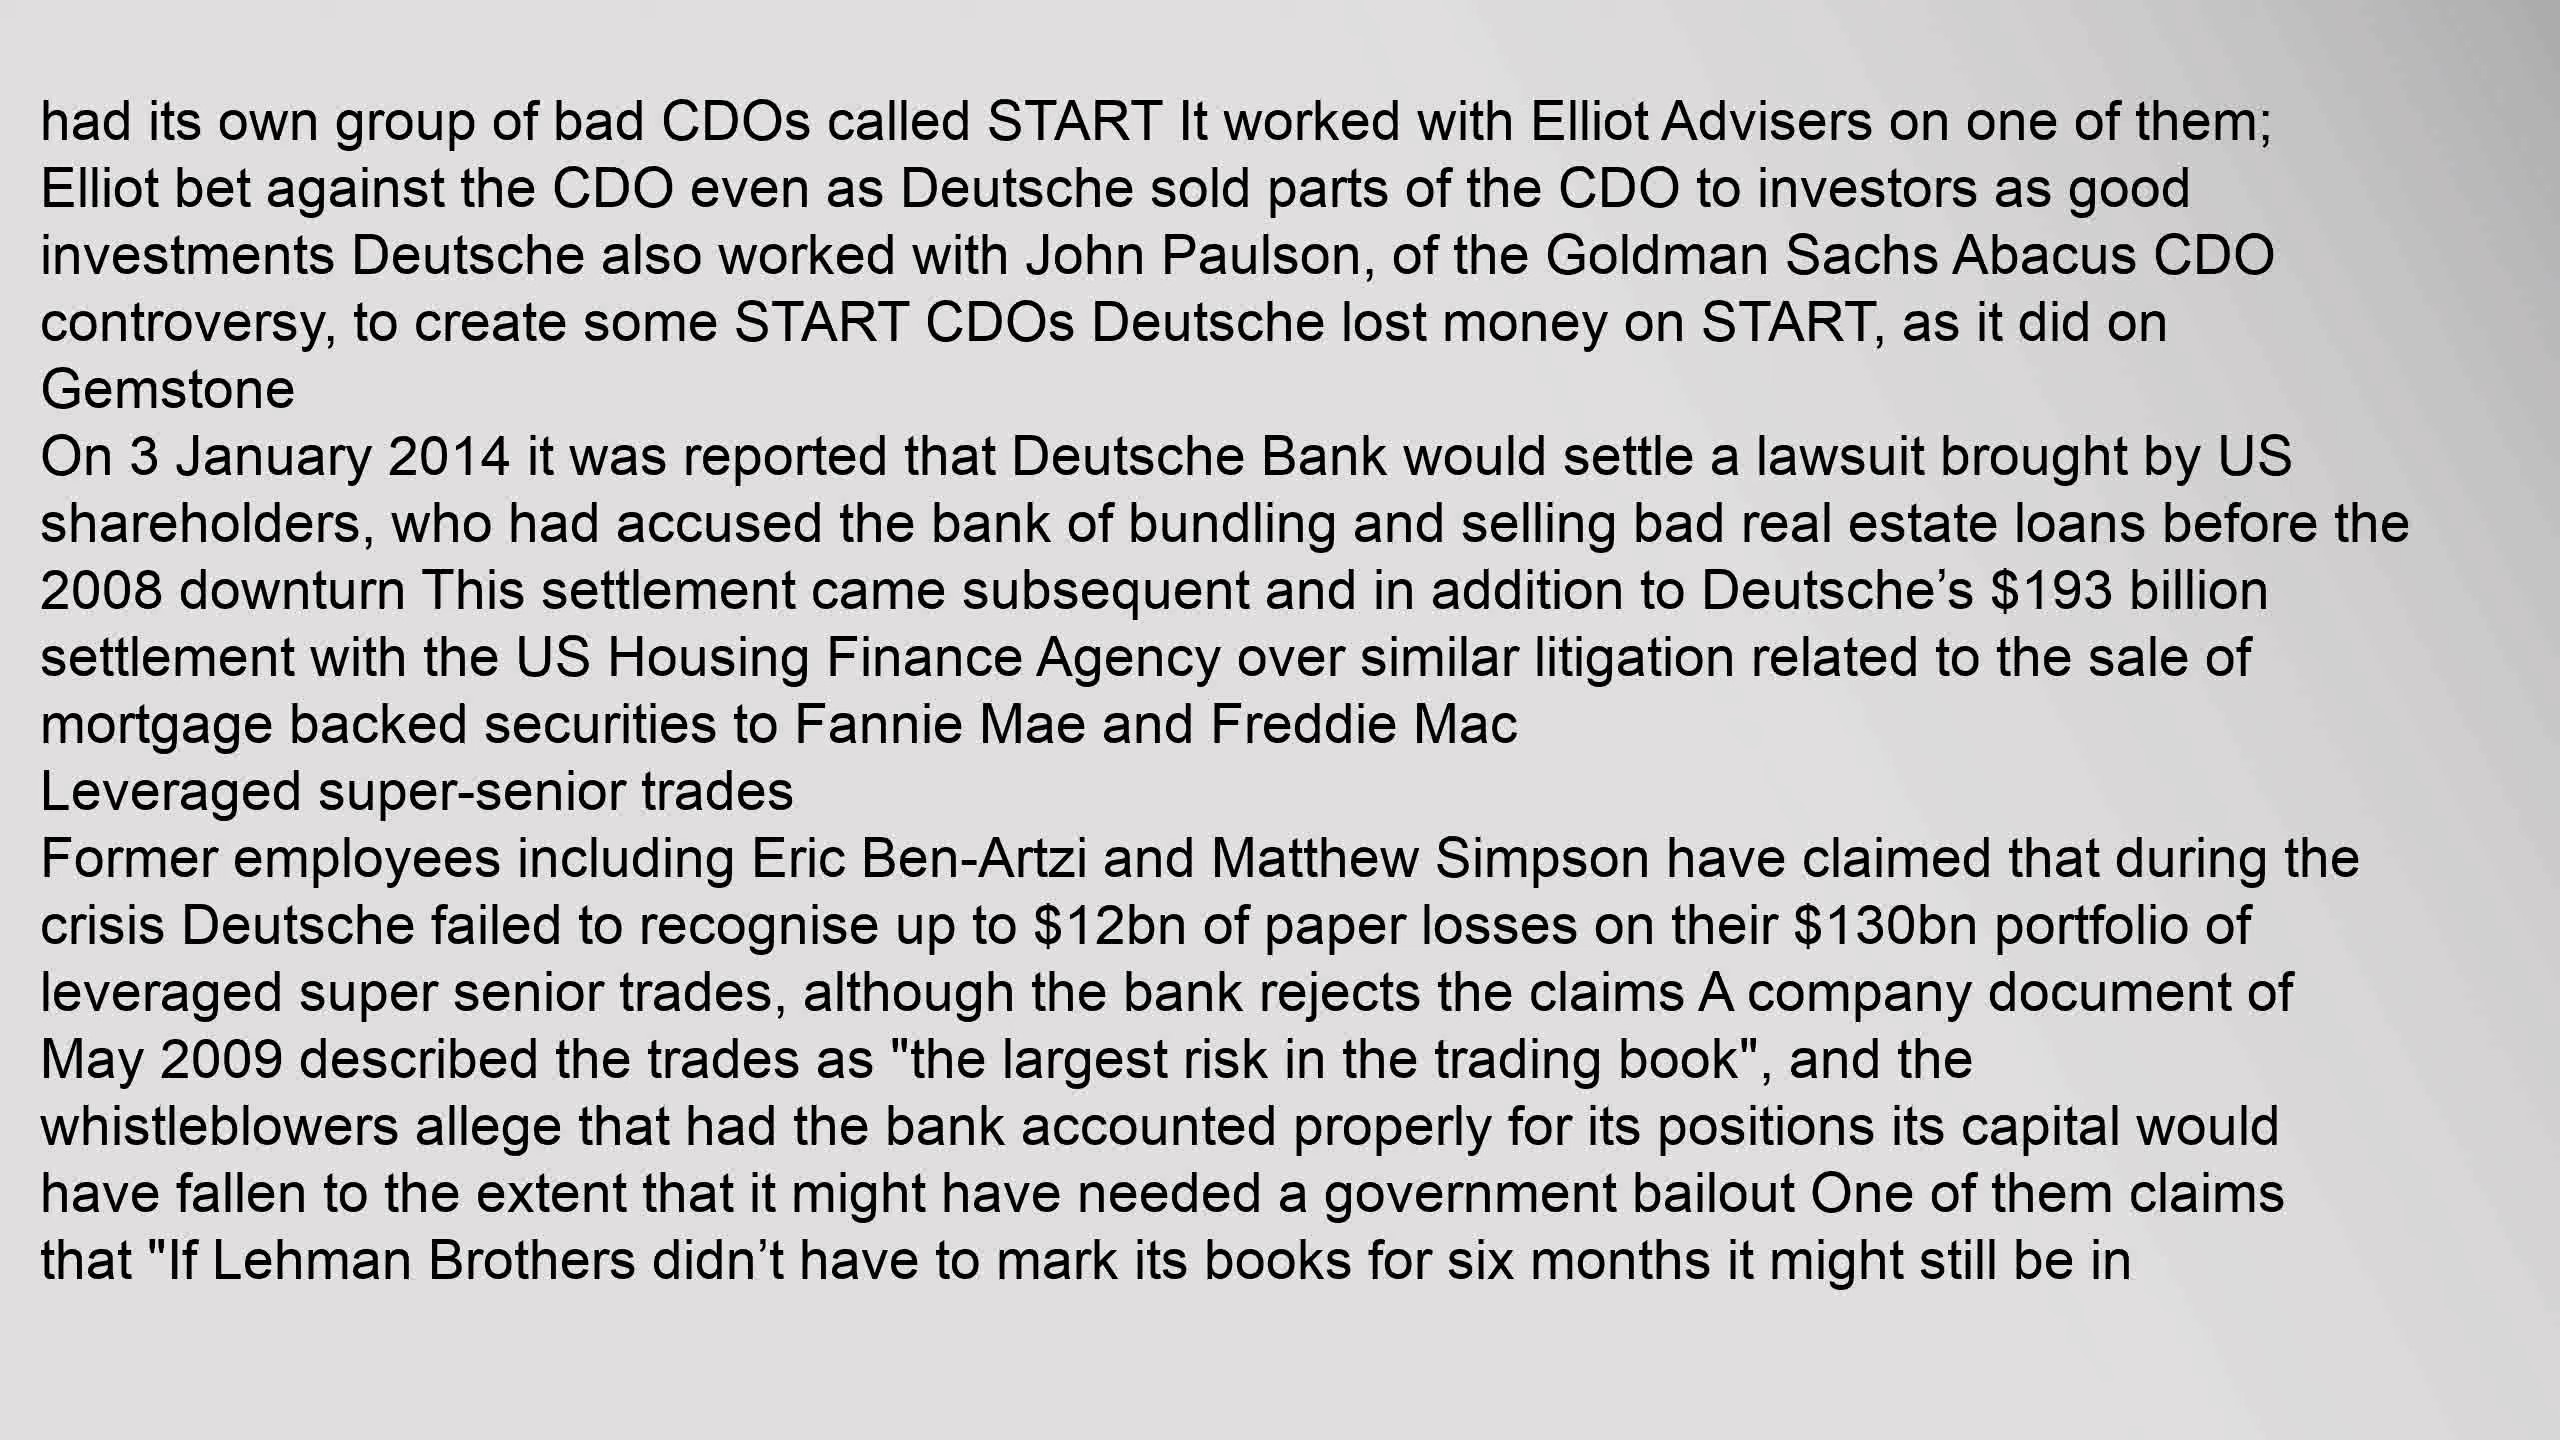 had its own group of bad CDOs called START It worked with Elliot Advisers on one of them;
Elliot bet against the CDO even as Deutsche sold parts of the CDO to investors as good
investments Deutsche also worked with John Paulson, of the Goldman Sachs Abacus CDO
controversy, to create some START CDOs Deutsche lost money on START, as it did on
Gemstone
On 3 January 2014 it was reported that Deutsche Bank would settle a lawsuit brought by US
shareholders, who had accused the bank of bundling and selling bad real estate loans before the
2008 downturn This settlement came subsequent and in addition to Deutsche’s $193 billion
settlement with the US Housing Finance Agency over similar litigation related to the sale of
mortgage backed securities to Fannie Mae and Freddie Mac
Leveraged super-senior trades
Former employees including Eric Ben-Artzi and Matthew Simpson have claimed that during the
crisis Deutsche failed to recognise up to $12bn of paper losses on their $130bn portfolio of
leveraged super senior trades, although the bank rejects the claims A company document of
May 2009 described the trades as "the largest risk in the trading book", and the
whistleblowers allege that had the bank accounted properly for its positions its capital would
have fallen to the extent that it might have needed a government bailout One of them claims
that "If Lehman Brothers didn’t have to mark its books for six months it might still be in